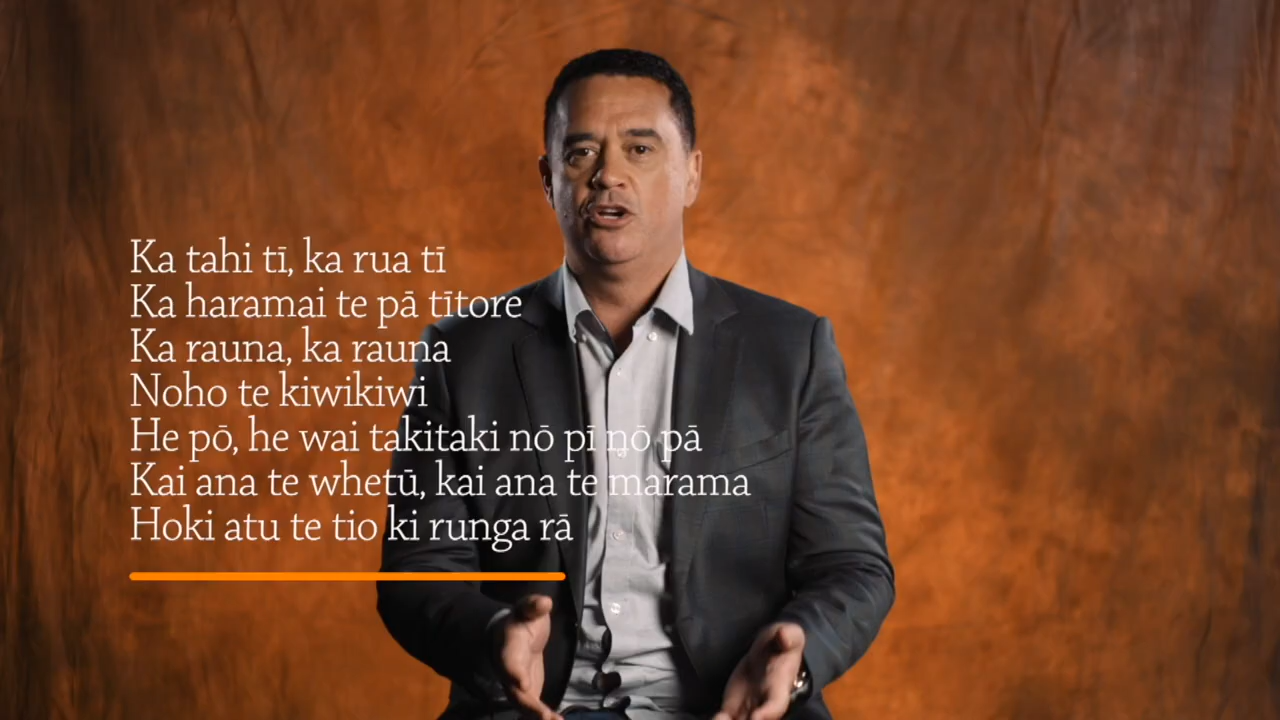 Ka tahi tī, ka rua tī
Ka haramai te pā tītore
Ka rauna, ka rauna
Noho te kiwikiwi
He pō, he wai takitaki nō pī nō pā
Kai ana te whetū, kai ana te marama
Hoki atu te tio ki runga rā